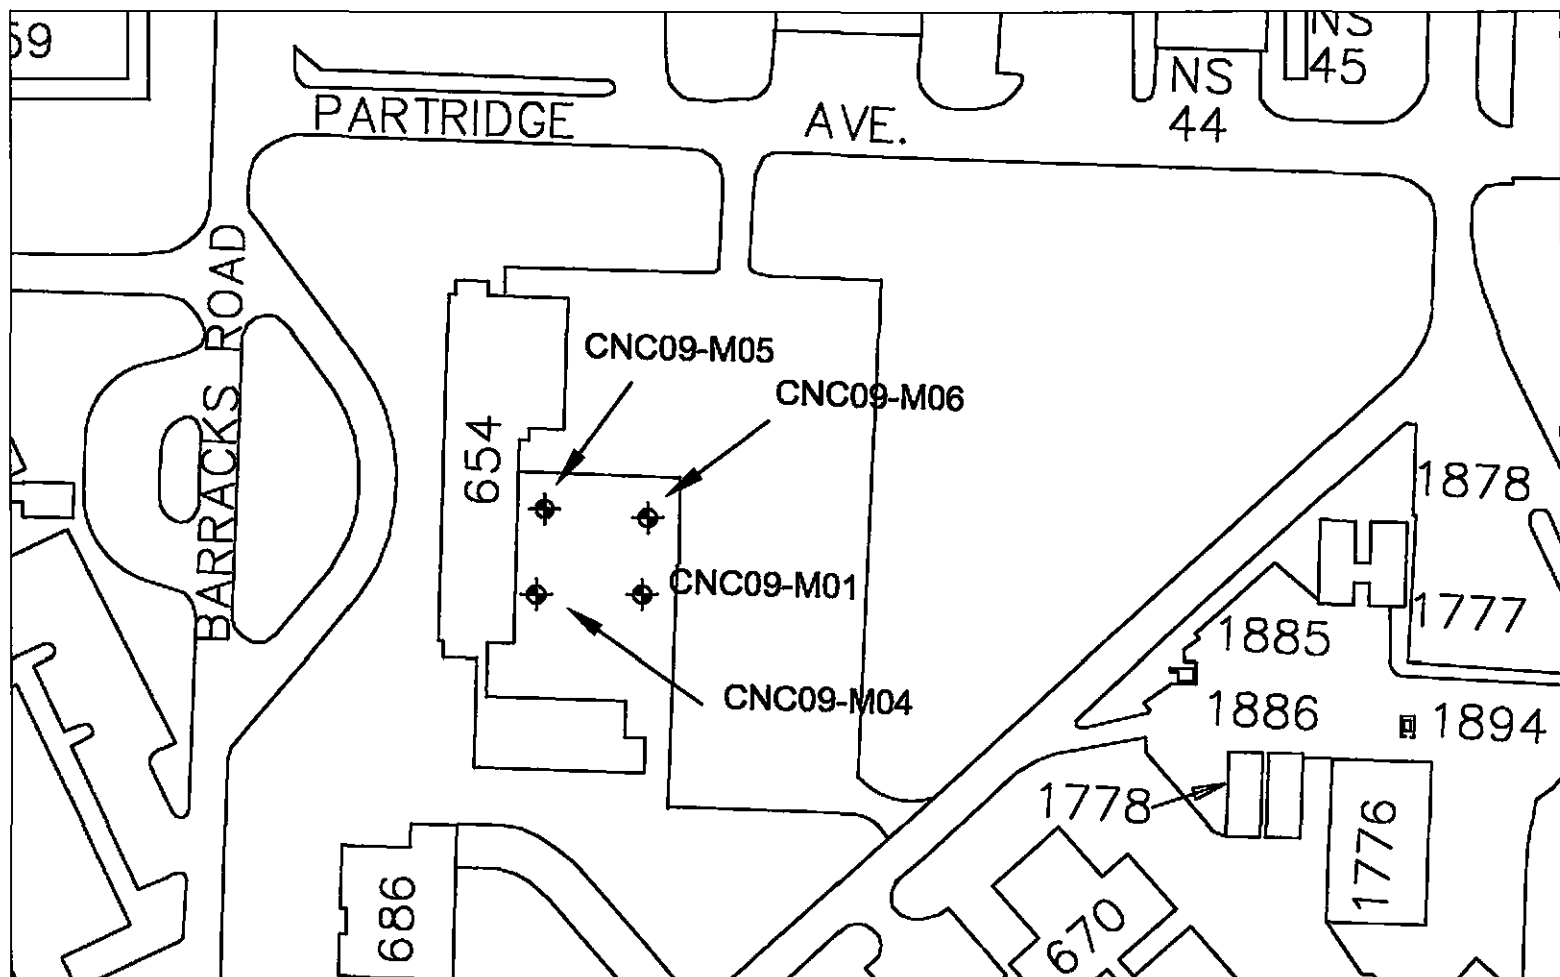 59
NS
45
NS
44
PARTRIDGE AVE.
BARRACKS ROAD
CNC09-M05
CNC09-M06
654
1878
CNC09-M01
1777
1885
CNC09-M04
1886
1894
1778
1776
686
670